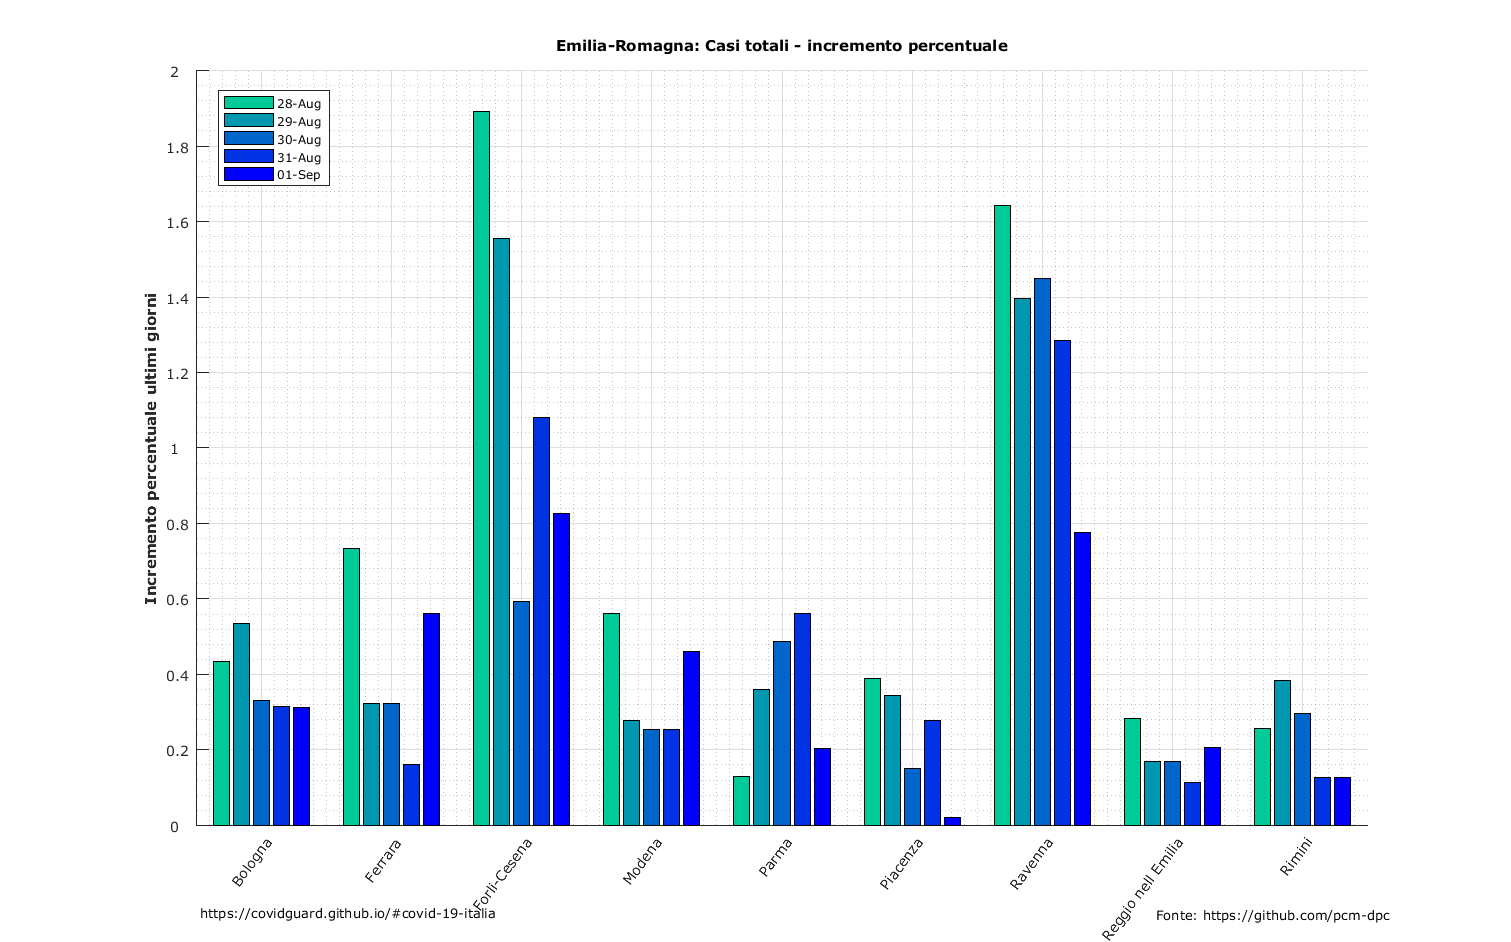 Emilia-Romagna: Casi totali - incremento percentuale
2
1.8
1.6
1.4
1.2
1
0.8
0.6
0.4
0.2
0
Incremento percentuale ultimi giorni
28-Aug
29-Aug
30-Aug
31-Aug
01-Sep
Bologna
Ferrara
Forlì-Cesena
Modena
Parma
Piacenza
Ravenna
Reggio nell Emilia
Rimini
https://covidguard.github.io/#covid-19-italia
Fonte: https://github.com/pcm-dpc